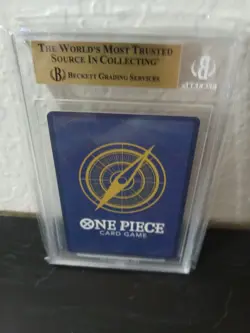 THE WORLD'S MOST TRUSTED
SOURCE IN COLLECTING
BECKETT GRADING SERVICES
ONE PIECE
CARD GAME